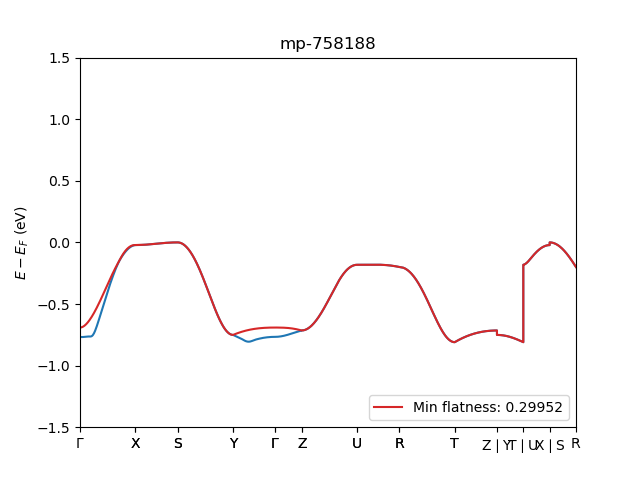 mp-758188
1.5
1.0
0.5
0.0
−0.5
−1.0
−1.5
E − E_F (eV)
Min flatness: 0.29952
Γ X S Y Γ Z U R T Z | Y T | U X | S R